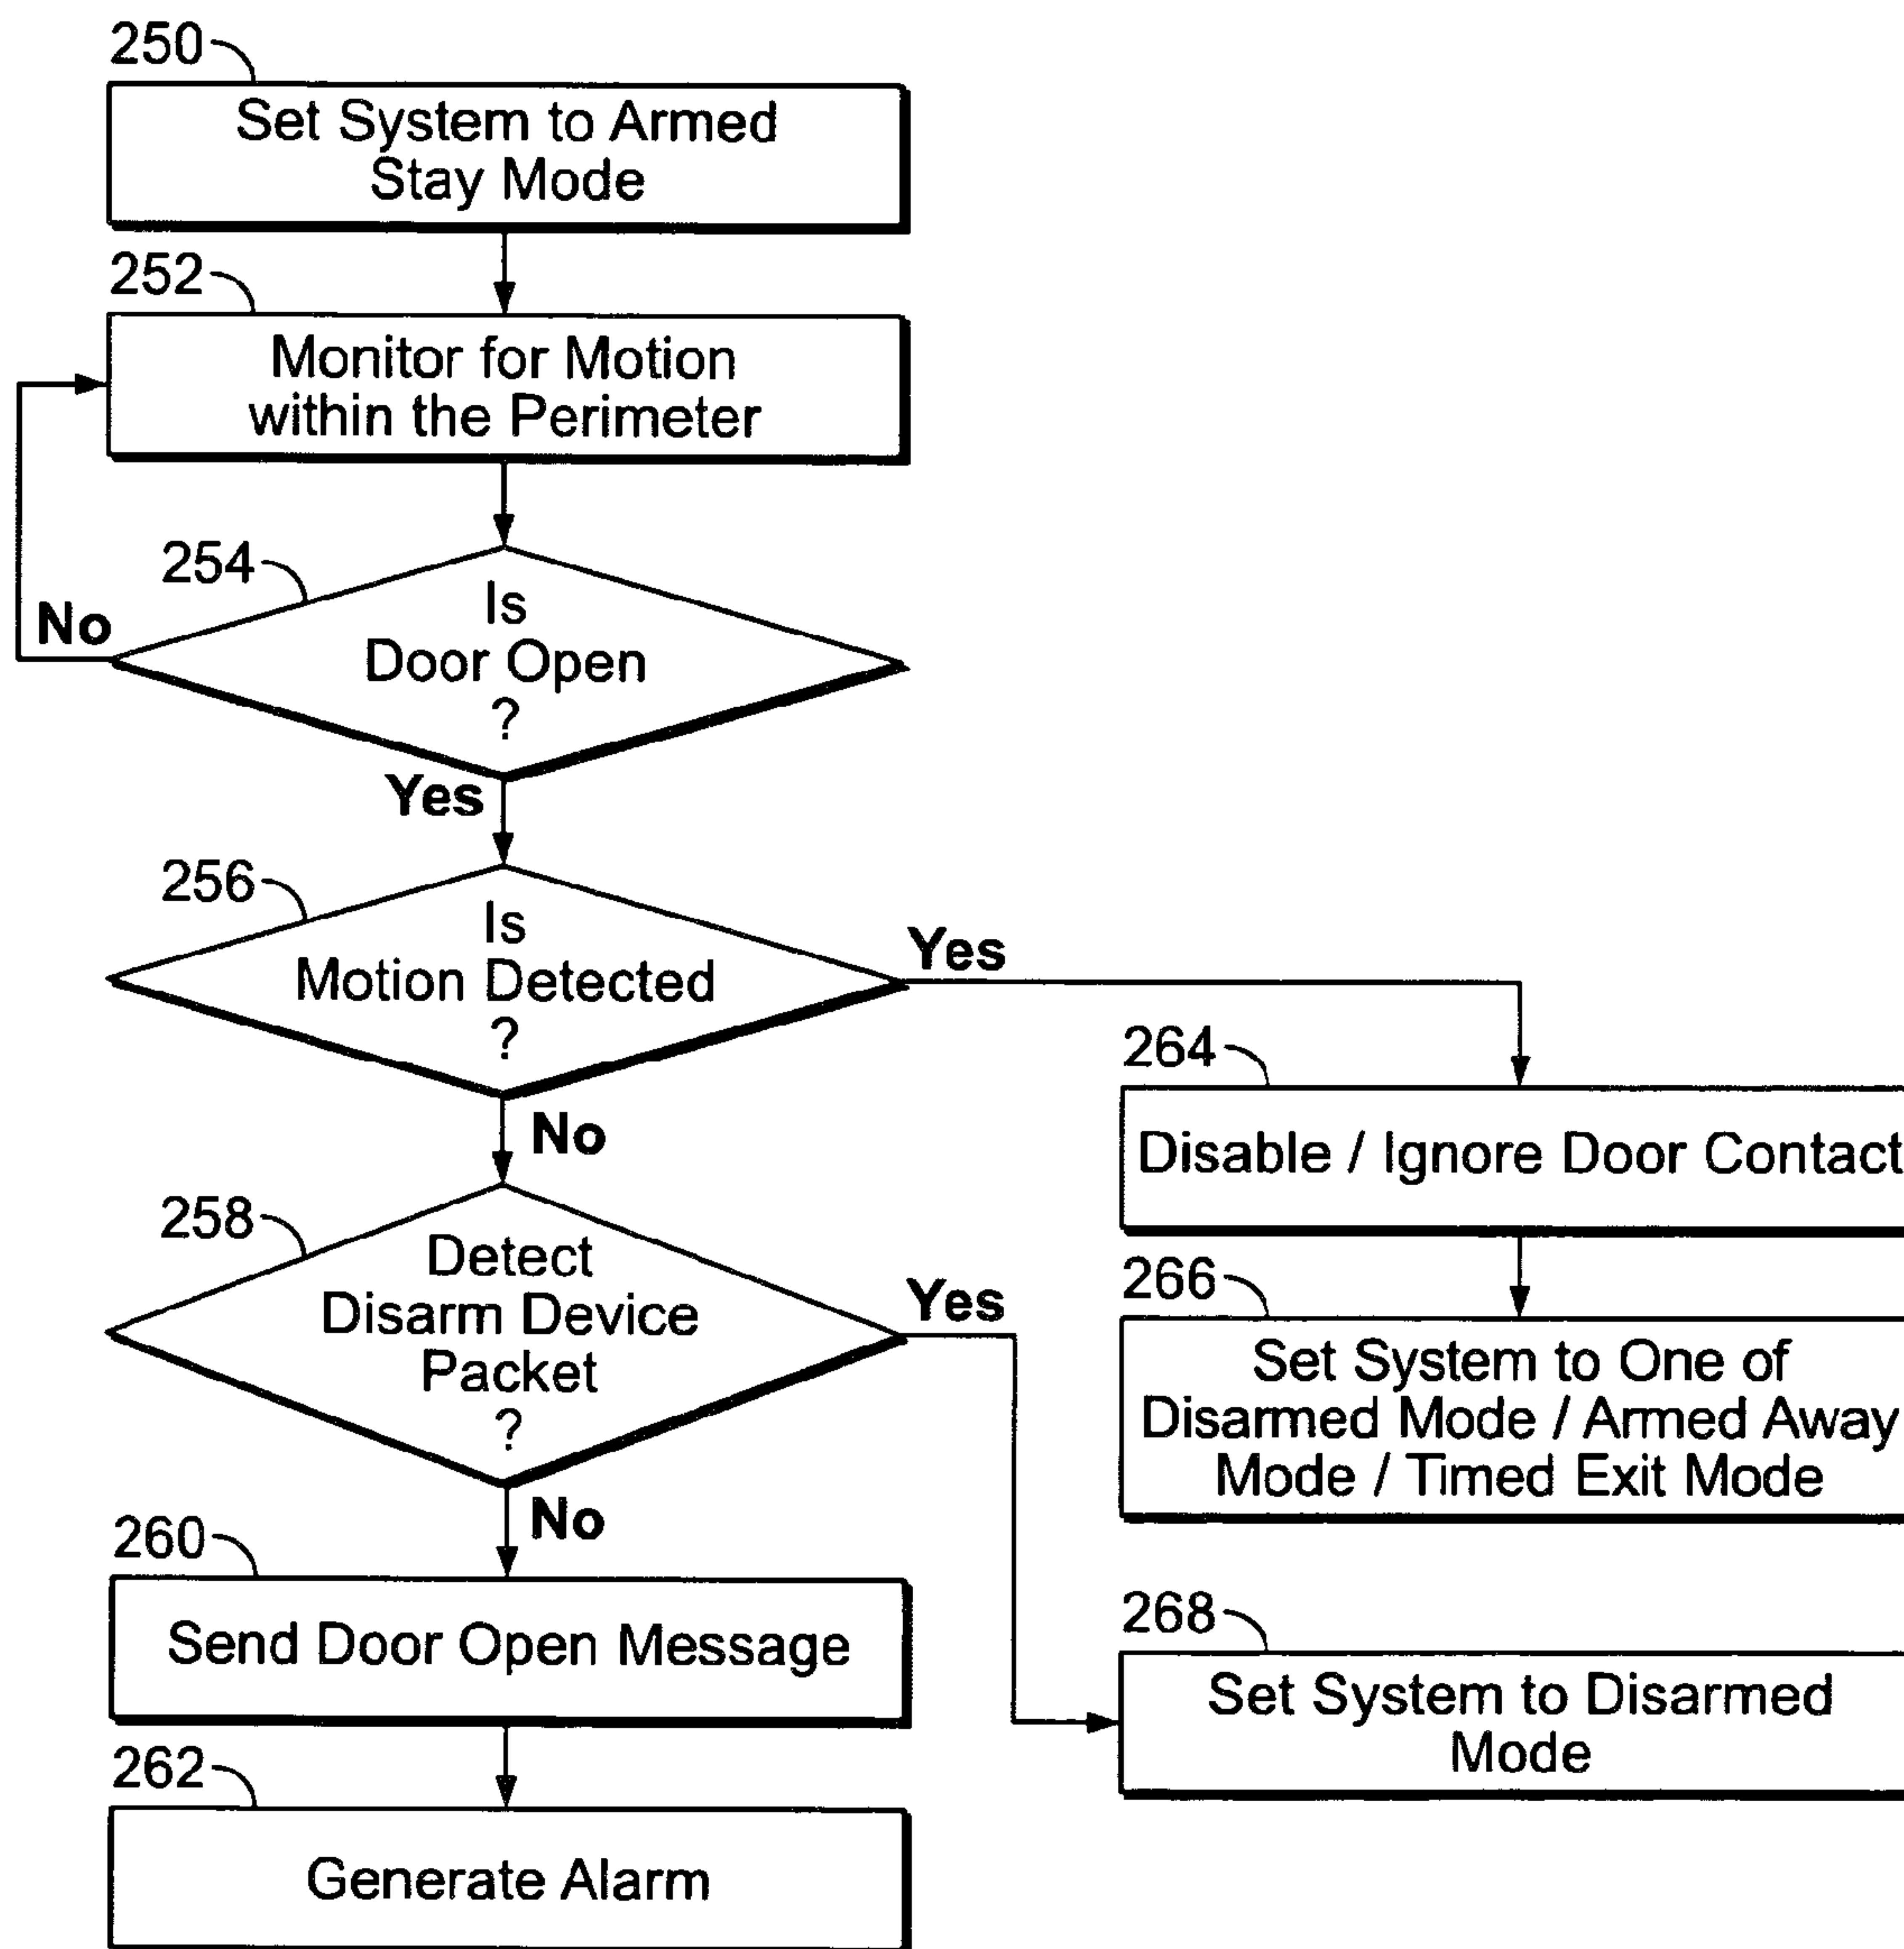 250
Set System to Armed
Stay Mode
252
Monitor for Motion
within the Perimeter
254
Is
Door Open
?
No
Yes
256
Is
Motion Detected
?
Yes
No
258
Detect
Disarm Device
Packet
?
Yes
No
260
Send Door Open Message
262
Generate Alarm
264
Disable / Ignore Door Contact
266
Set System to One of
Disarmed Mode / Armed Away
Mode / Timed Exit Mode
268
Set System to Disarmed
Mode